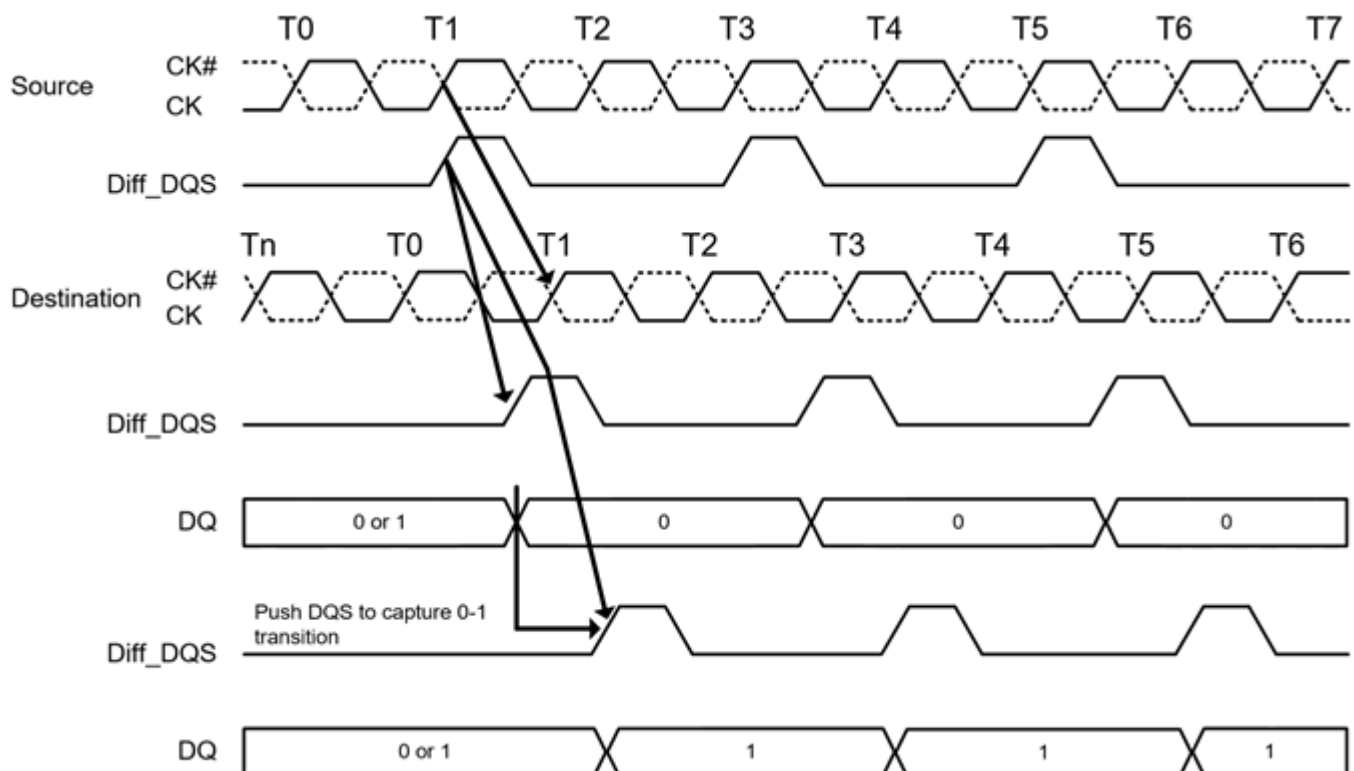 T0 T1 T2 T3 T4 T5 T6 T7
CK#
Source
CK
Diff_DQS
Tn T0 T1 T2 T3 T4 T5 T6
CK#
Destination
CK
Diff_DQS
DQ 0 or 1 0 0 0
Push DQS to capture 0-1
transition
Diff_DQS
DQ 0 or 1 1 1 1